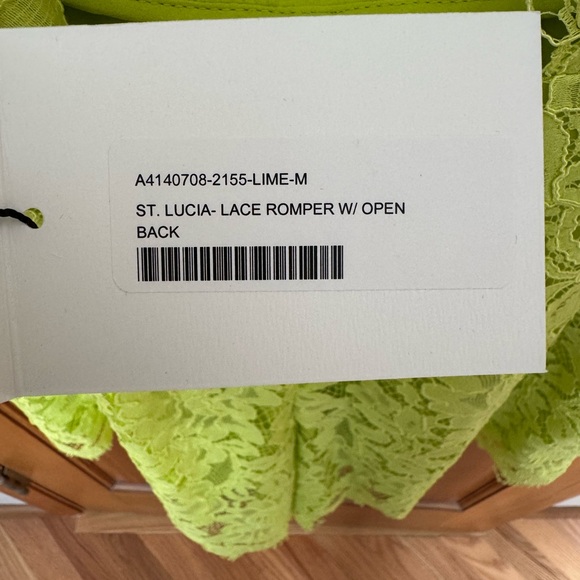 A4140708-2155-LIME-M
ST. LUCIA- LACE ROMPER W/ OPEN
BACK